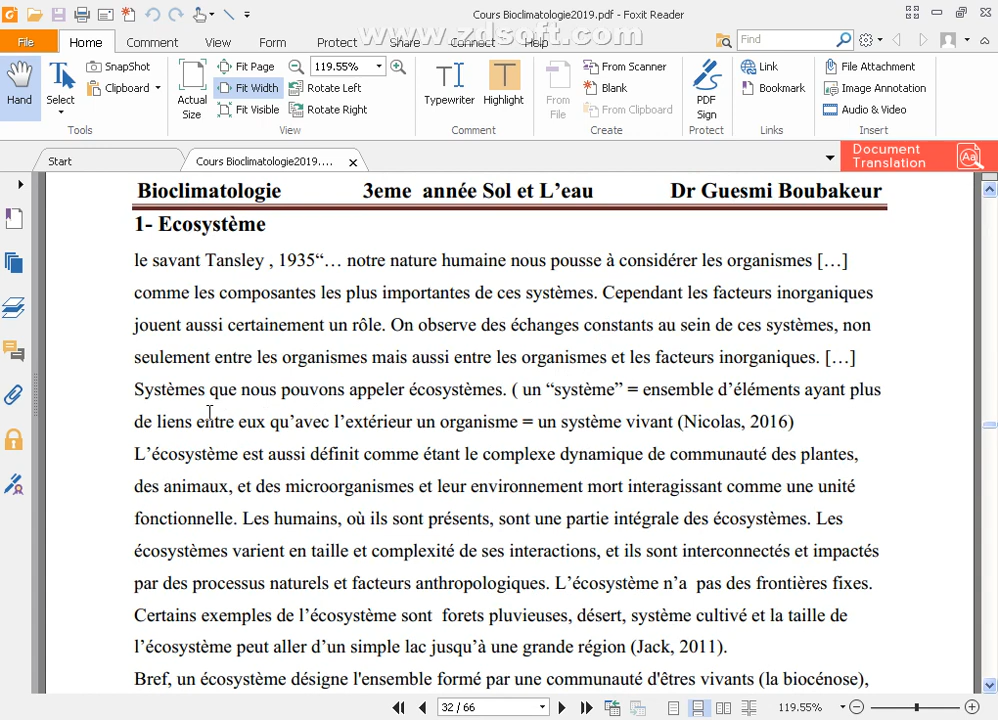 Cours Bioclimatologie2019.pdf - Foxit Reader
www.zdsoft.com
File Home Comment View Form Protect Share Connect Help Find
Hand Select SnapShot Clipboard Actual Size Fit Page Fit Width Fit Visible 119.55% Rotate Left Rotate Right Typewriter Highlight From File From Scanner Blank From Clipboard PDF Sign Link Bookmark File Attachment Image Annotation Audio & Video
Tools View Comment Create Protect Links Insert
Start Cours Bioclimatologie2019.... Document Translation
Bioclimatologie 3eme année Sol et L’eau Dr Guesmi Boubakeur
1- Ecosystème
le savant Tansley , 1935“… notre nature humaine nous pousse à considérer les organismes […]
comme les composantes les plus importantes de ces systèmes. Cependant les facteurs inorganiques
jouent aussi certainement un rôle. On observe des échanges constants au sein de ces systèmes, non
seulement entre les organismes mais aussi entre les organismes et les facteurs inorganiques. […]
Systèmes que nous pouvons appeler écosystèmes. ( un “système” = ensemble d’éléments ayant plus
de liens entre eux qu’avec l’extérieur un organisme = un système vivant (Nicolas, 2016)
L’écosystème est aussi définit comme étant le complexe dynamique de communauté des plantes,
des animaux, et des microorganismes et leur environnement mort interagissant comme une unité
fonctionnelle. Les humains, où ils sont présents, sont une partie intégrale des écosystèmes. Les
écosystèmes varient en taille et complexité de ses interactions, et ils sont interconnectés et impactés
par des processus naturels et facteurs anthropologiques. L’écosystème n’a pas des frontières fixes.
Certains exemples de l’écosystème sont forets pluvieuses, désert, système cultivé et la taille de
l’écosystème peut aller d’un simple lac jusqu’à une grande région (Jack, 2011).
Bref, un écosystème désigne l'ensemble formé par une communauté d'êtres vivants (la biocénose),
32 / 66 119.55%